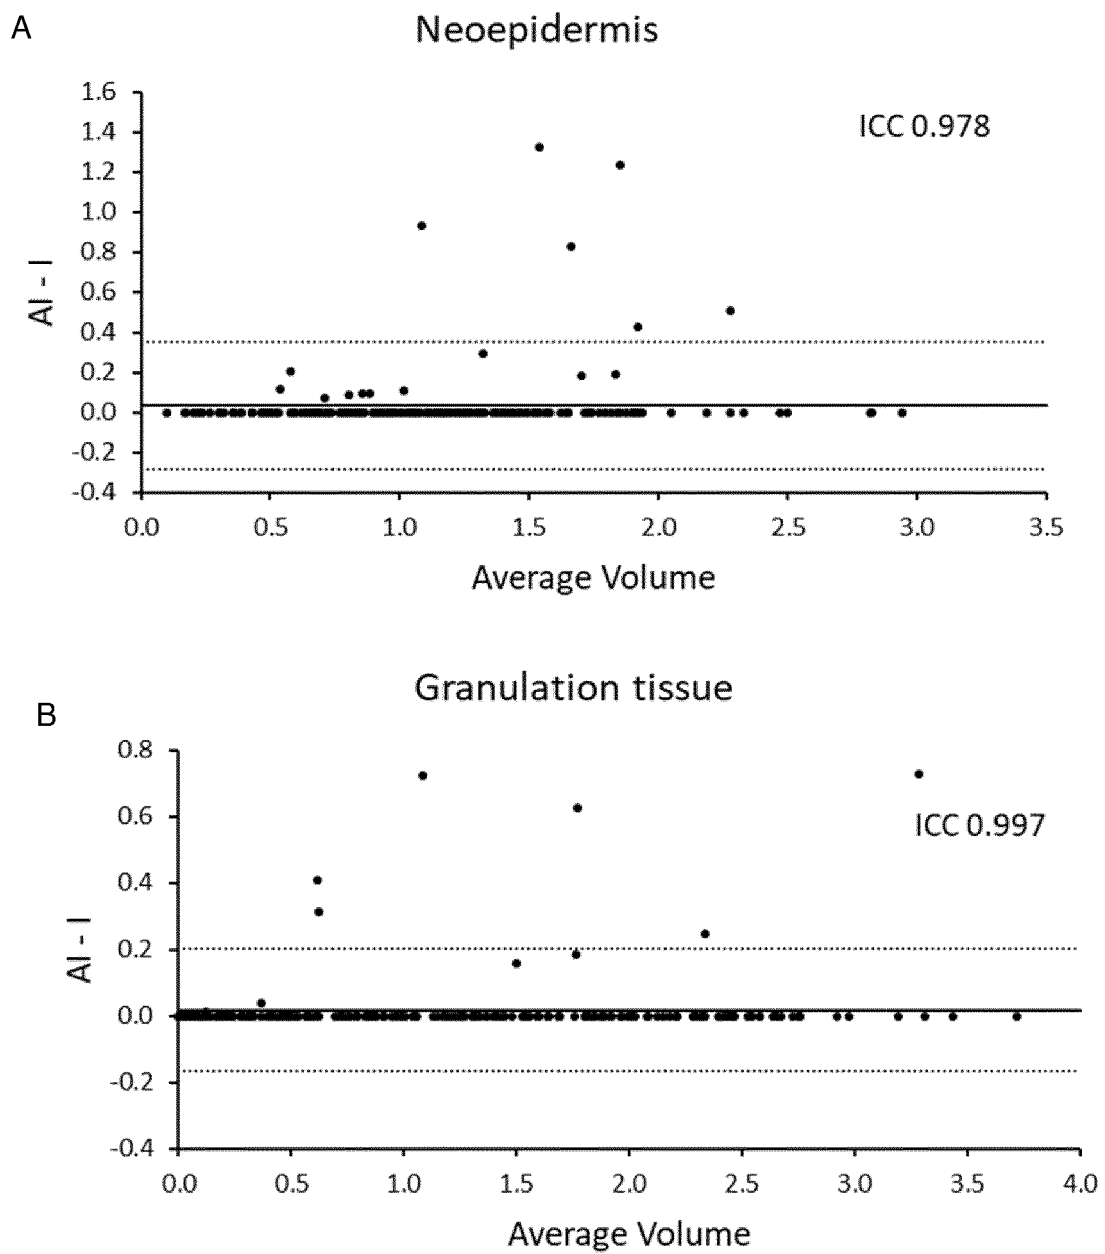 A
Neoepidermis
ICC 0.978
1.6
1.4
1.2
1.0
0.8
0.6
0.4
0.2
0.0
-0.2
-0.4
AI - I
0.0 0.5 1.0 1.5 2.0 2.5 3.0 3.5
Average Volume
B
Granulation tissue
ICC 0.997
0.8
0.6
0.4
0.2
0.0
-0.2
-0.4
AI - I
0.0 0.5 1.0 1.5 2.0 2.5 3.0 3.5 4.0
Average Volume